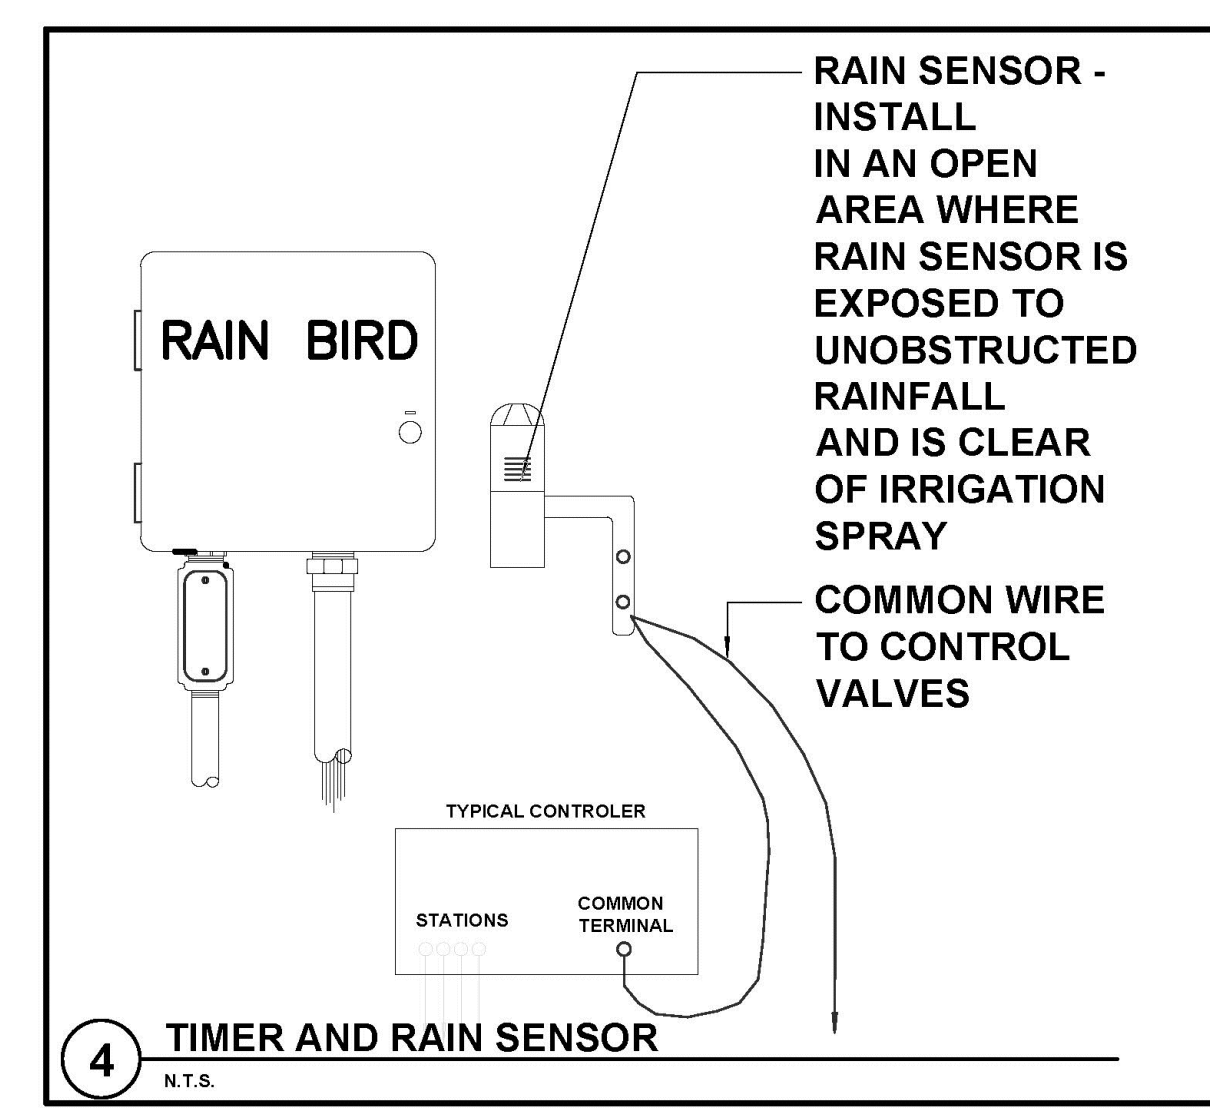 RAIN SENSOR -
INSTALL
IN AN OPEN
AREA WHERE
RAIN SENSOR IS
EXPOSED TO
UNOBSTRUCTED
RAINFALL
AND IS CLEAR
OF IRRIGATION
SPRAY
RAIN BIRD
COMMON WIRE
TO CONTROL
VALVES
TYPICAL CONTROLER
STATIONS
COMMON
TERMINAL
4
TIMER AND RAIN SENSOR
N.T.S.